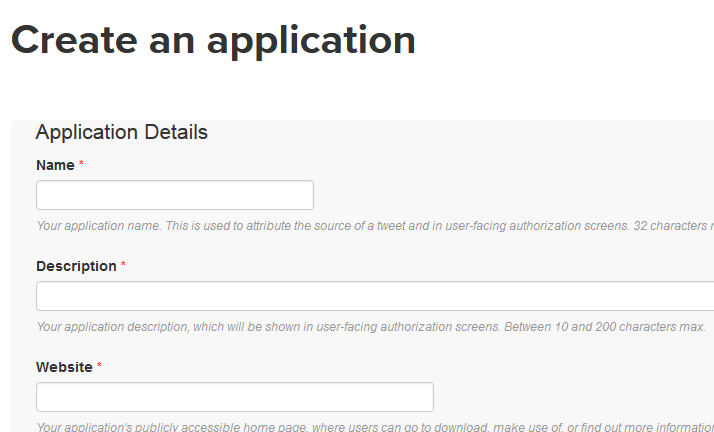 Create an application
Application Details
Name *
Your application name. This is used to attribute the source of a tweet and in user-facing authorization screens. 32 characters
Description *
Your application description, which will be shown in user-facing authorization screens. Between 10 and 200 characters max.
Website *
Your application's publicly accessible home page, where users can go to download, make use of, or find out more information